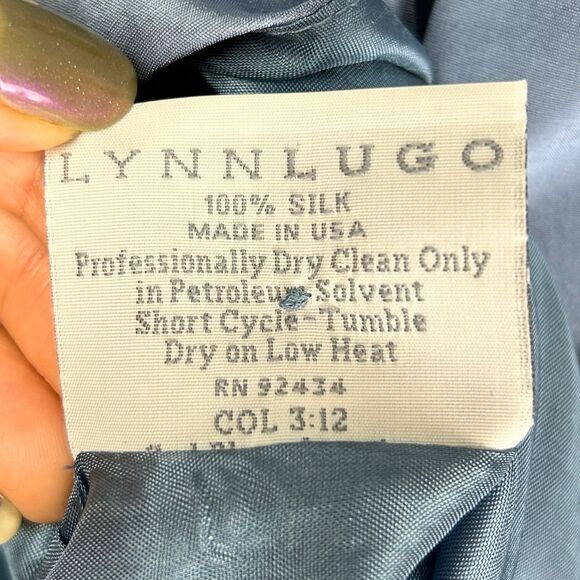 LYNNLUGO
100% SILK
MADE IN USA
Professionally Dry Clean Only
in Petroleum Solvent
Short Cycle-Tumble
Dry on Low Heat
RN 92434
COL 3:12